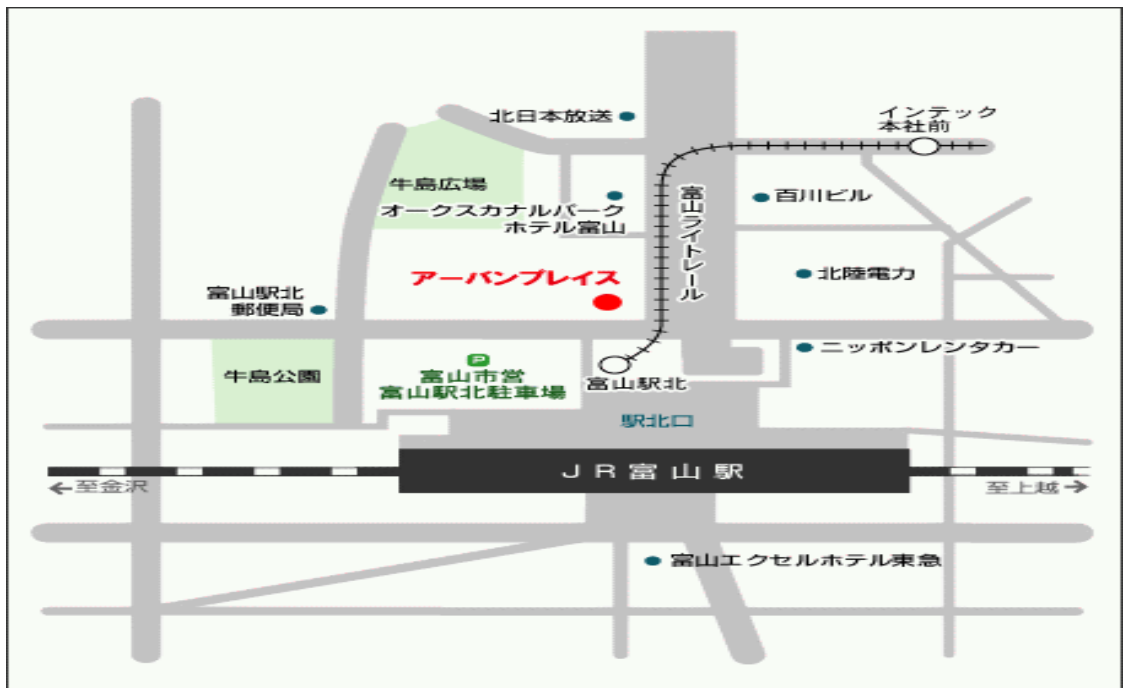 北日本放送
インテック
本社前
牛島広場
オークスカナルパーク
ホテル富山
富山ライトレール
百川ビル
アーバンプレイス
北陸電力
富山駅北
郵便局
ニッポンレンタカー
牛島公園
P
富山市営
富山駅北駐車場
富山駅北
駅北口
JR富山駅
←至金沢
至上越→
富山エクセルホテル東急